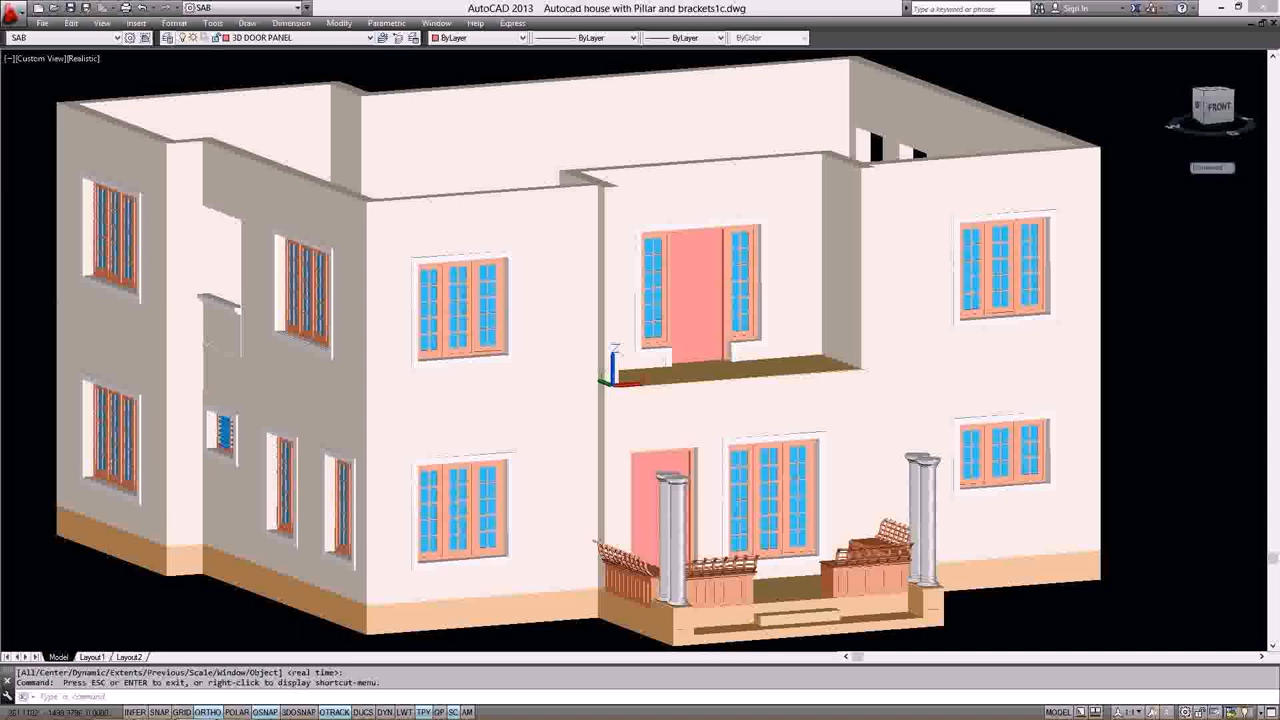 SAB
AutoCAD 2013 Autocad house with Pillar and brackets1c.dwg
Type a keyword or phrase
Sign In
File Edit View Insert Format Tools Draw Dimension Modify Parametric Window Help Express
SAB
3D DOOR PANEL
ByLayer
ByLayer
ByLayer
ByColor
[−][Custom View][Realistic]
FRONT
Z
Model Layout1 Layout2
[All/Center/Dynamic/Extents/Previous/Scale/Window/Object] <real time>:
Command: Press ESC or ENTER to exit, or right-click to display shortcut-menu.
Type a command
INFER SNAP GRID ORTHO POLAR OSNAP 3DOSNAP OTRACK DUCS DYN LWT TPY QP SC AM
MODEL
1:1